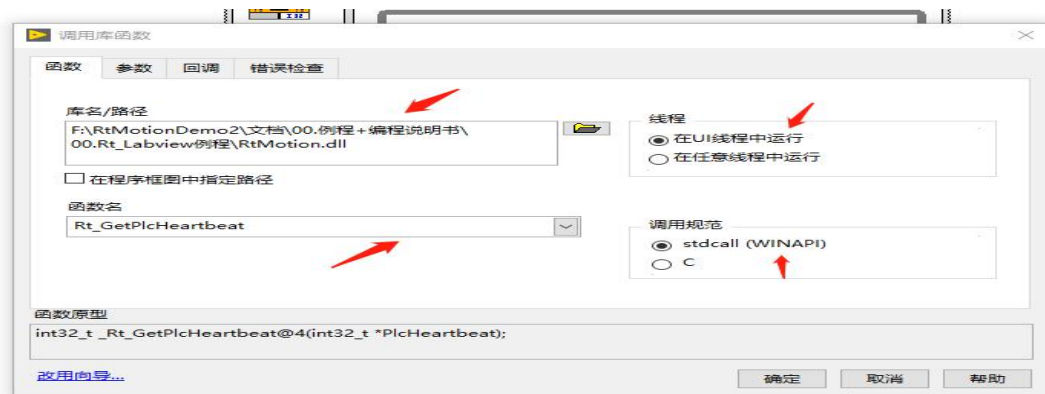 I32
调用库函数
函数 参数 回调 错误检查
库名/路径
F:\RtMotionDemo2\文档\00.例程+编程说明书\
00.Rt_Labview例程\RtMotion.dll
在程序框图中指定路径
函数名
Rt_GetPlcHeartbeat
线程
在UI线程中运行
在任意线程中运行
调用规范
stdcall (WINAPI)
C
函数原型
int32_t _Rt_GetPlcHeartbeat@4(int32_t *PlcHeartbeat);
改用向导...
确定 取消 帮助